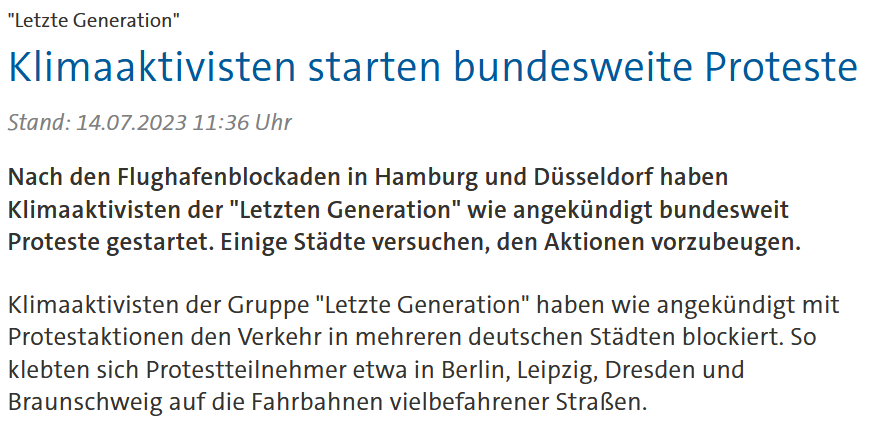 "Letzte Generation"
Klimaaktivisten starten bundesweite Proteste
Stand: 14.07.2023 11:36 Uhr
Nach den Flughafenblockaden in Hamburg und Düsseldorf haben
Klimaaktivisten der "Letzten Generation" wie angekündigt bundesweit
Proteste gestartet. Einige Städte versuchen, den Aktionen vorzubeugen.
Klimaaktivisten der Gruppe "Letzte Generation" haben wie angekündigt mit
Protestaktionen den Verkehr in mehreren deutschen Städten blockiert. So
klebten sich Protestteilnehmer etwa in Berlin, Leipzig, Dresden und
Braunschweig auf die Fahrbahnen vielbefahrener Straßen.